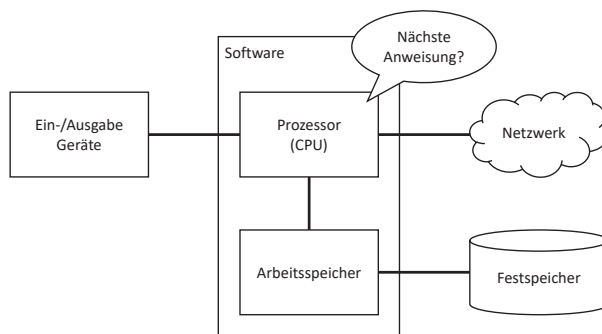 Nächste
Anweisung?
Software
Ein-/Ausgabe
Geräte
Prozessor
(CPU)
Netzwerk
Arbeitsspeicher
Festspeicher